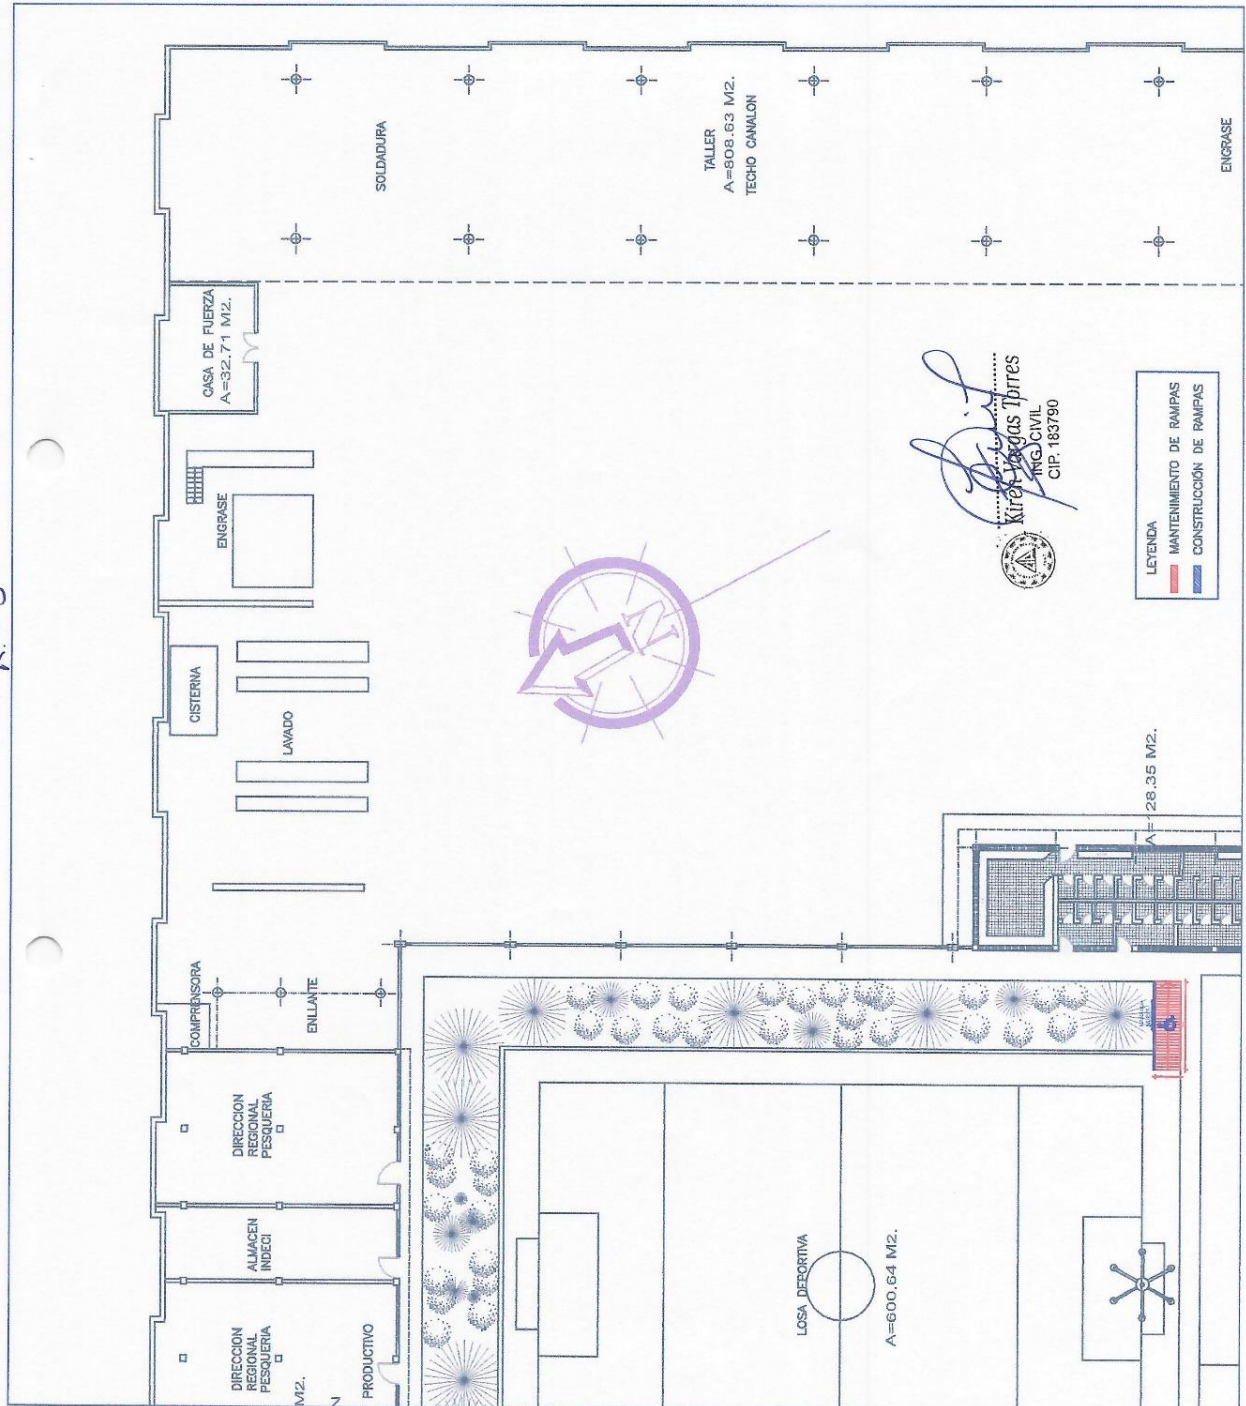 SOLDADURA
TALLER
A=808.63 M2.
TECHO CANALON
ENGRASE
CASA DE FUERZA
A=32.71 M2.
ENGRASE
CISTERNA
LAVADO
COMPRENSORA
ENLLANTE
DIRECCION
REGIONAL
PESQUERIA
ALMACEN
INDECI
DIRECCION
REGIONAL
PESQUERIA
M2.
PRODUCTIVO
N
Kiren Vargas Torres
ING. CIVIL
CIP. 183790
LEYENDA
MANTENIMIENTO DE RAMPAS
CONSTRUCCIÓN DE RAMPAS
28.35 M2.
LOSA DEPORTIVA
A=600.64 M2.